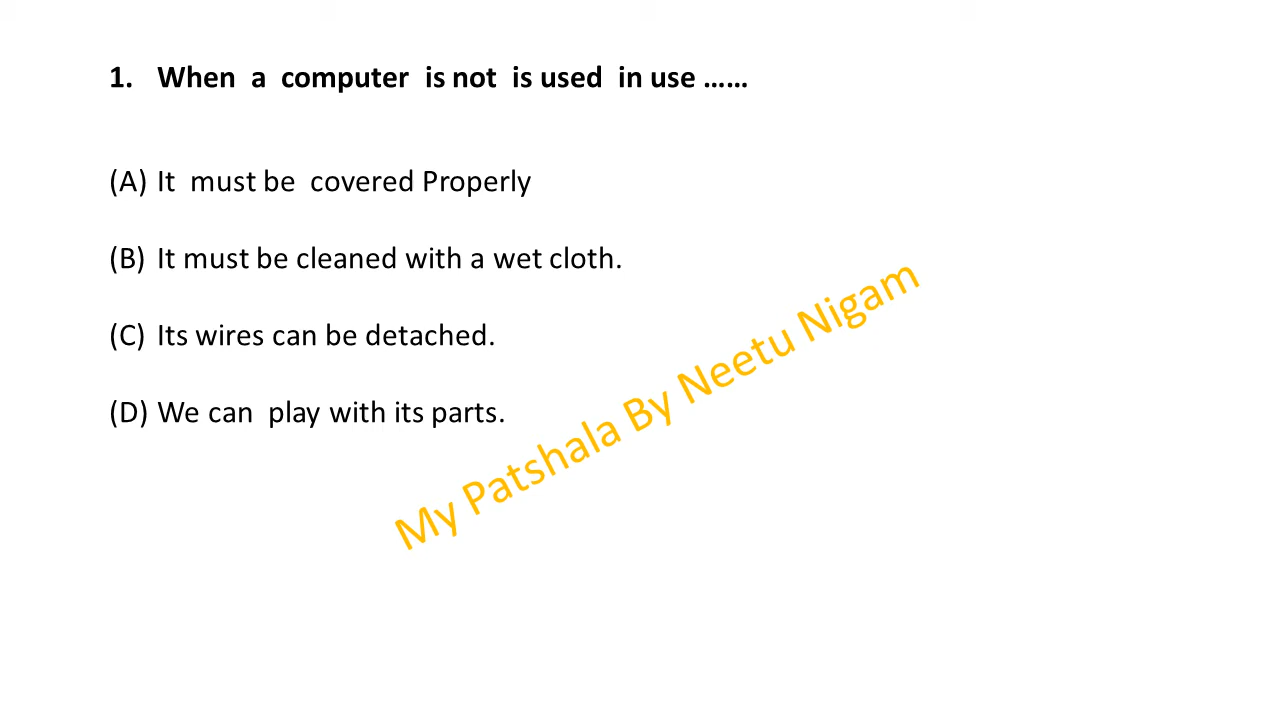 1. When a computer is not is used in use ......
(A) It must be covered Properly
(B) It must be cleaned with a wet cloth.
(C) Its wires can be detached.
(D) We can play with its parts.
My Patshala By Neetu Nigam